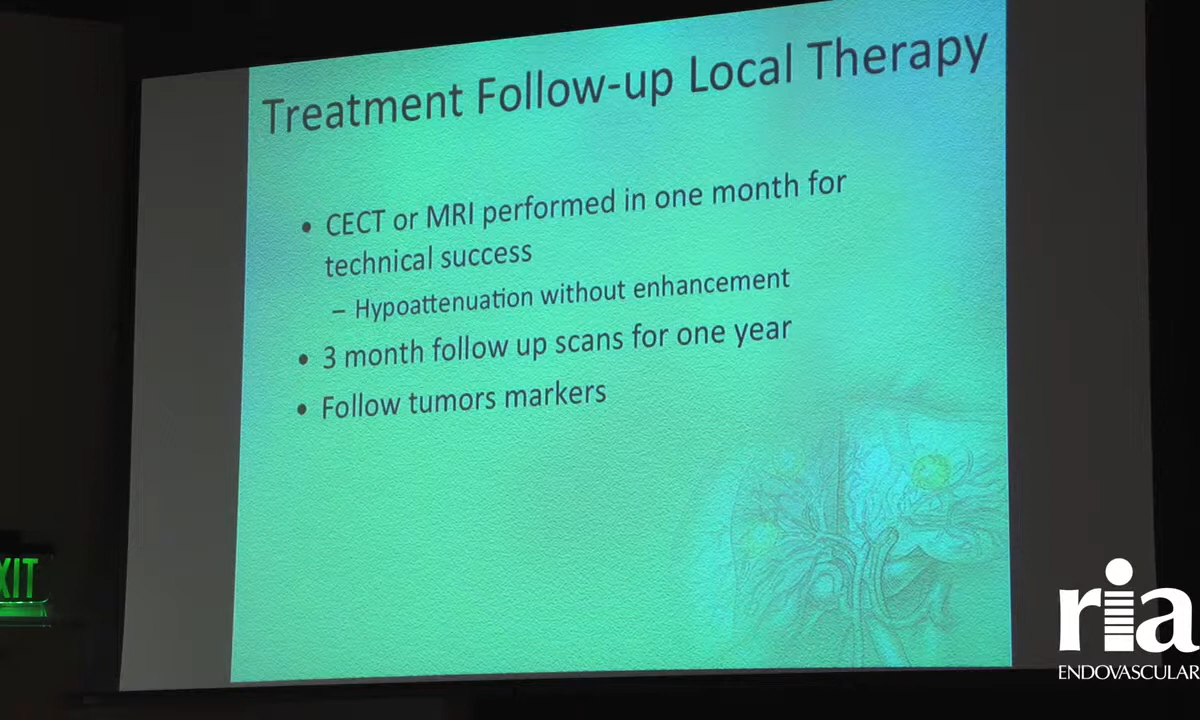 Treatment Follow-up Local Therapy
• CECT or MRI performed in one month for
technical success
– Hypoattenuation without enhancement
• 3 month follow up scans for one year
• Follow tumors markers
XIT
ria
ENDOVASCULAR